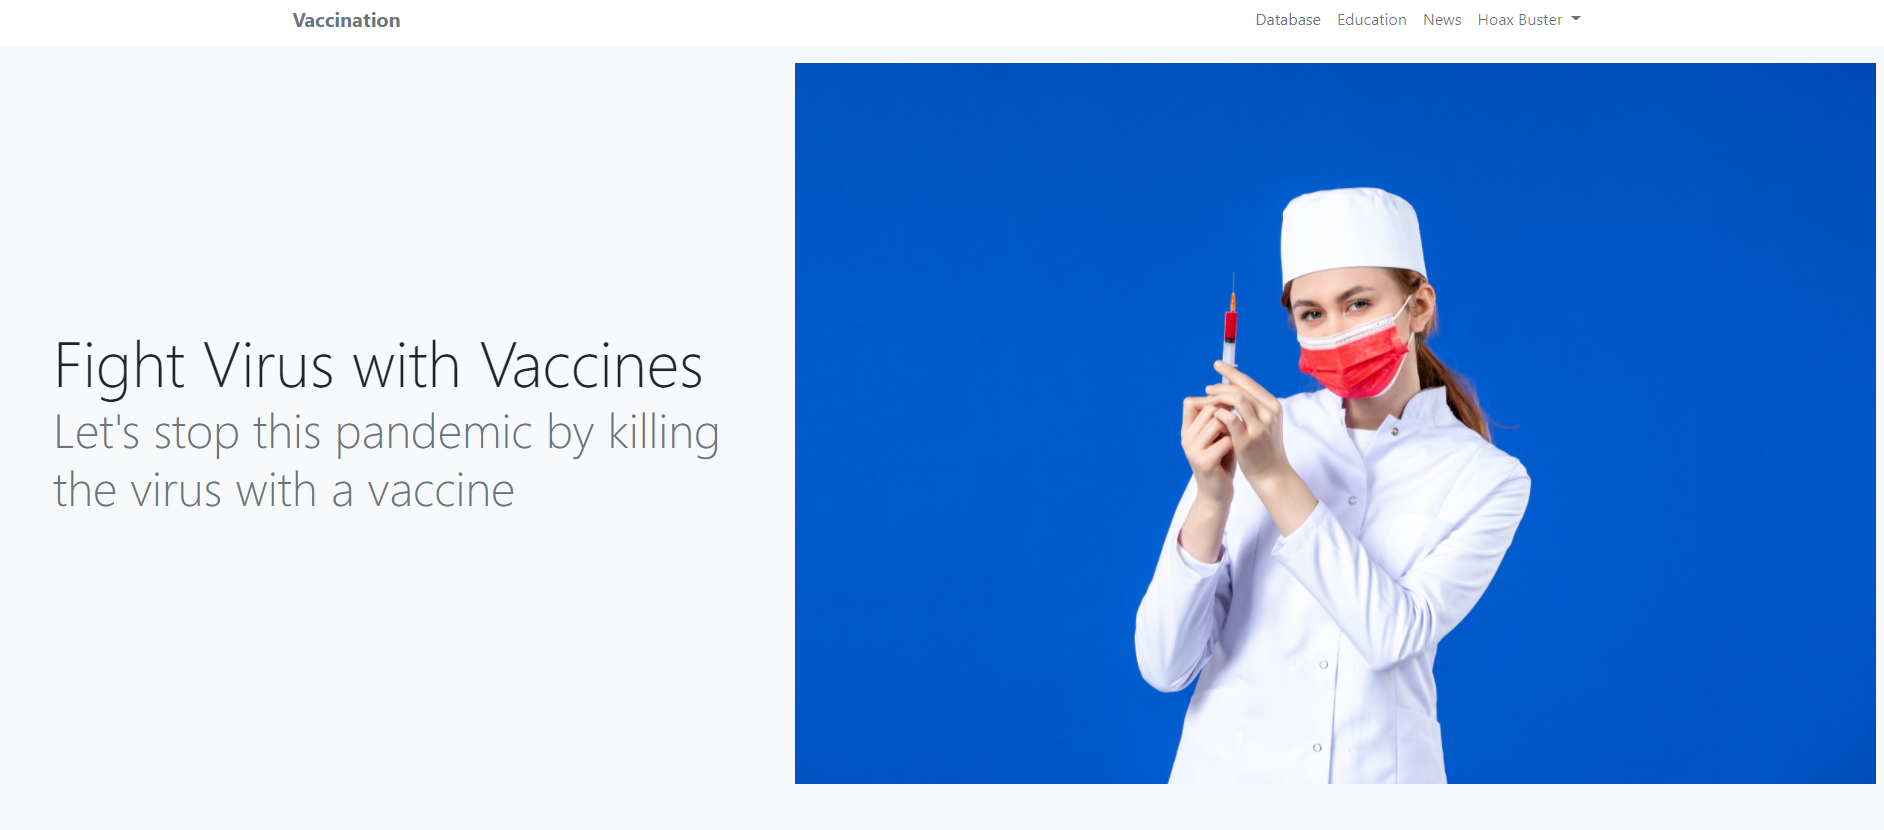 Vaccination
Database Education News Hoax Buster
Fight Virus with Vaccines
Let's stop this pandemic by killing
the virus with a vaccine